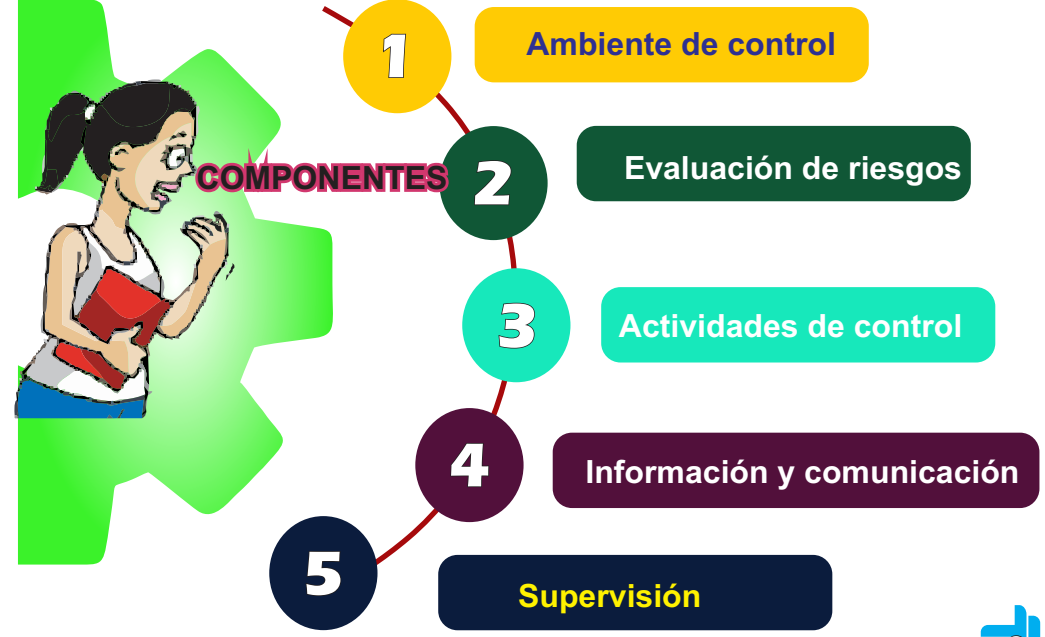 1
Ambiente de control
COMPONENTES
2
Evaluación de riesgos
3
Actividades de control
4
Información y comunicación
5
Supervisión